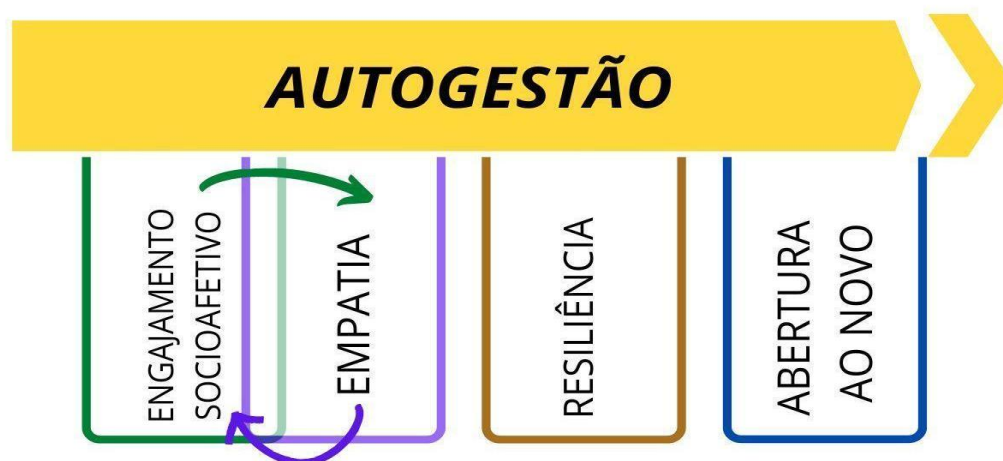 AUTOGESTÃO
ENGAJAMENTO
SOCIOAFETIVO
EMPATIA
RESILIÊNCIA
ABERTURA
AO NOVO